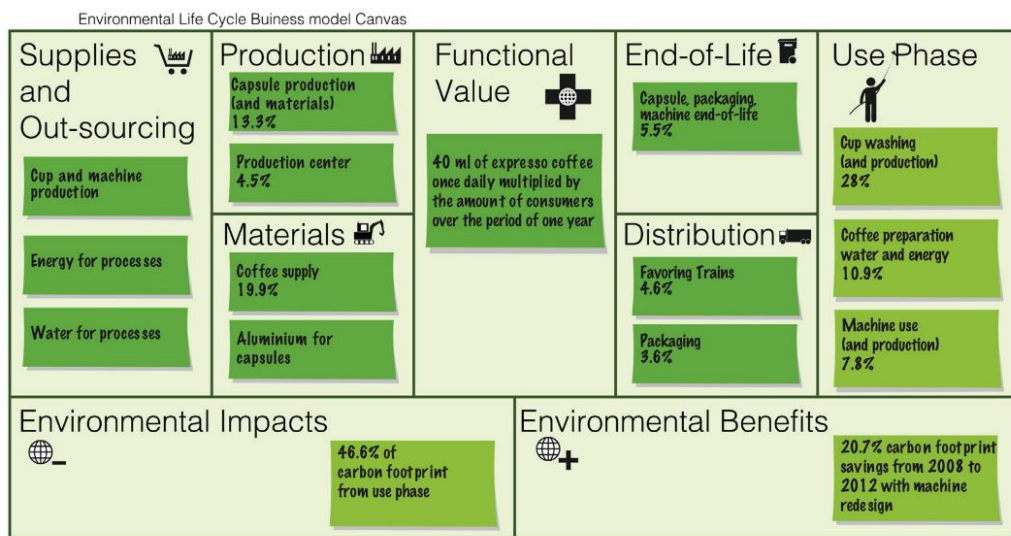 Environmental Life Cycle Buiness model Canvas
Supplies
and
Out-sourcing
Cup and machine
production
Energy for processes
Water for processes
Production
Capsule production
(and materials)
13.3%
Production center
4.5%
Materials
Coffee supply
19.9%
Aluminium for
capsules
Functional
Value
40 ml of expresso coffee
once daily multiplied by
the amount of consumers
over the period of one year
End-of-Life
Capsule, packaging,
machine end-of-life
5.5%
Distribution
Favoring Trains
4.6%
Packaging
3.6%
Use Phase
Cup washing
(and production)
28%
Coffee preparation
water and energy
10.9%
Machine use
(and production)
7.8%
Environmental Impacts
46.6% of
carbon footprint
from use phase
Environmental Benefits
20.7% carbon footprint
savings from 2008 to
2012 with machine
redesign